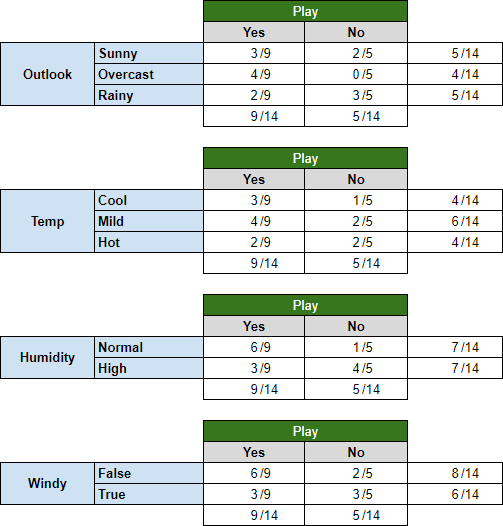 Play
Yes No
Sunny 3/9 2/5 5/14
Outlook Overcast 4/9 0/5 4/14
Rainy 2/9 3/5 5/14
9/14 5/14
Play
Yes No
Cool 3/9 1/5 4/14
Temp Mild 4/9 2/5 6/14
Hot 2/9 2/5 4/14
9/14 5/14
Play
Yes No
Humidity Normal 6/9 1/5 7/14
High 3/9 4/5 7/14
9/14 5/14
Play
Yes No
Windy False 6/9 2/5 8/14
True 3/9 3/5 6/14
9/14 5/14